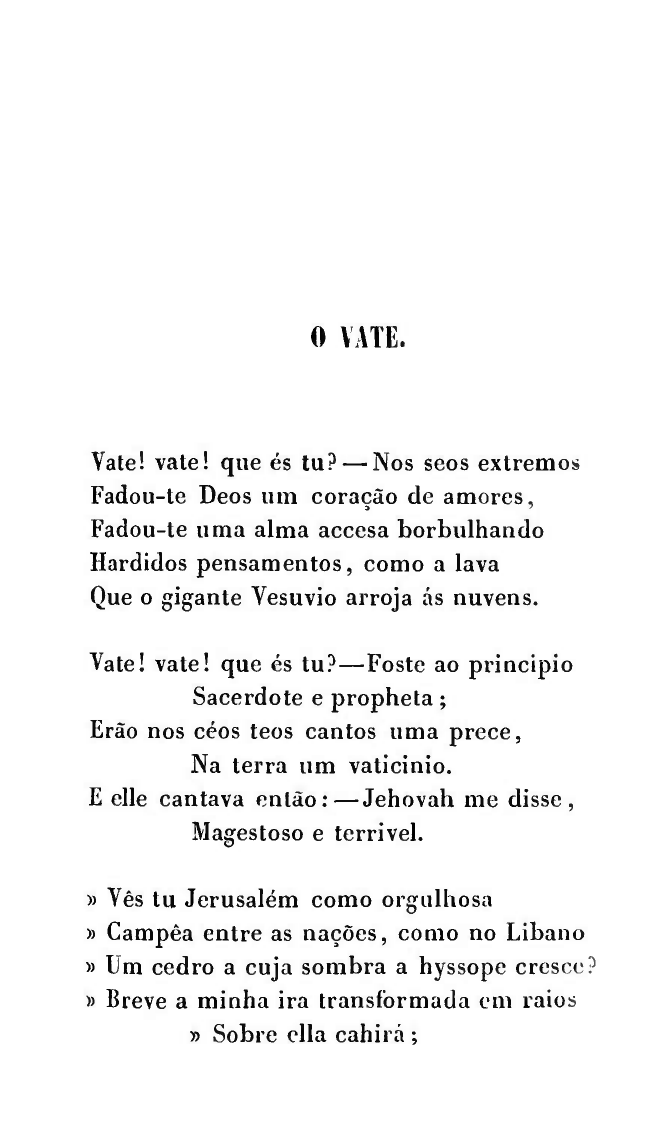 O VATE.
Vate! vate! que és tu? — Nos seos extremos
Fadou-te Deos um coração de amores,
Fadou-te uma alma accesa borbulhando
Hardidos pensamentos, como a lava
Que o gigante Vesuvio arroja ás nuvens.
Vate! vate! que és tu?—Foste ao principio
Sacerdote e propheta;
Erão nos céos teos cantos uma prece,
Na terra um vaticinio.
E elle cantava então: —Jehovah me disse,
Magestoso e terrivel.
» Vês tu Jerusalém como orgulhosa
» Campêa entre as nações, como no Libano
» Um cedro a cuja sombra a hyssope cresce?
» Breve a minha ira transformada em raios
» Sobre ella cahirá;